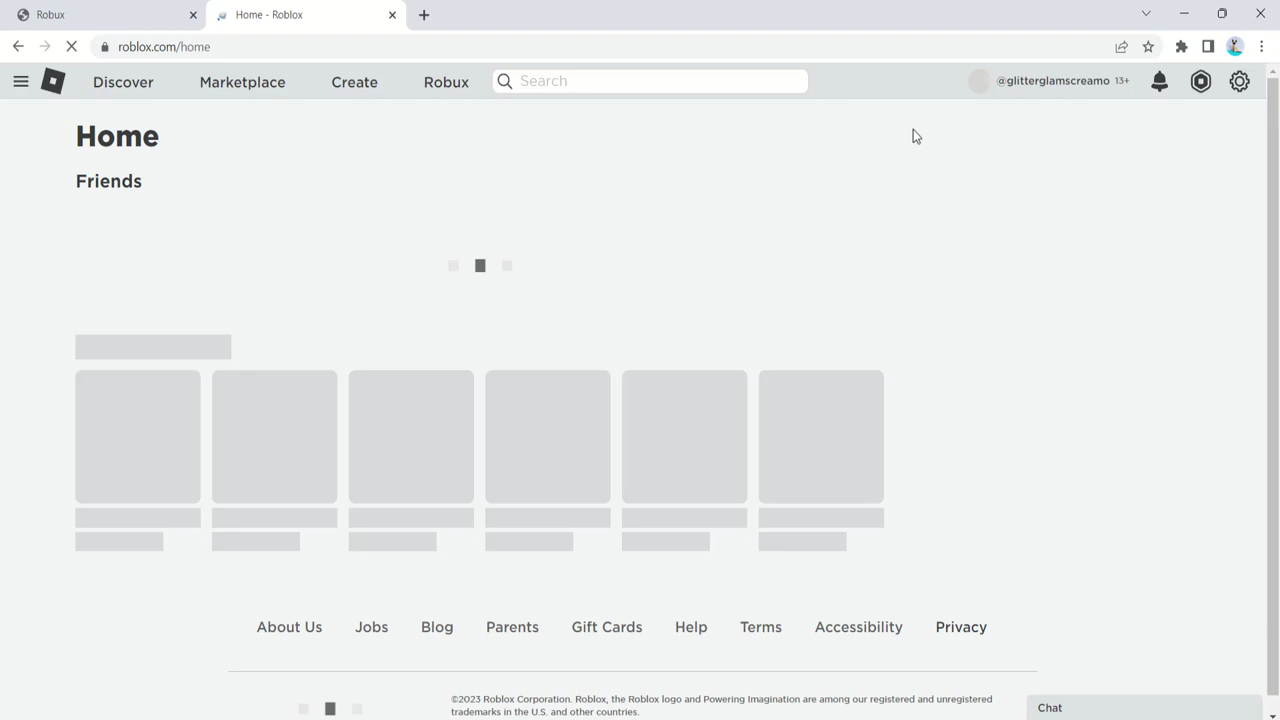 Robux
Home - Roblox
roblox.com/home
Discover
Marketplace
Create
Robux
Search
@glitterglamscreamo 13+
Home
Friends
About Us
Jobs
Blog
Parents
Gift Cards
Help
Terms
Accessibility
Privacy
©2023 Roblox Corporation. Roblox, the Roblox logo and Powering Imagination are among our registered and unregistered
trademarks in the U.S. and other countries.
Chat